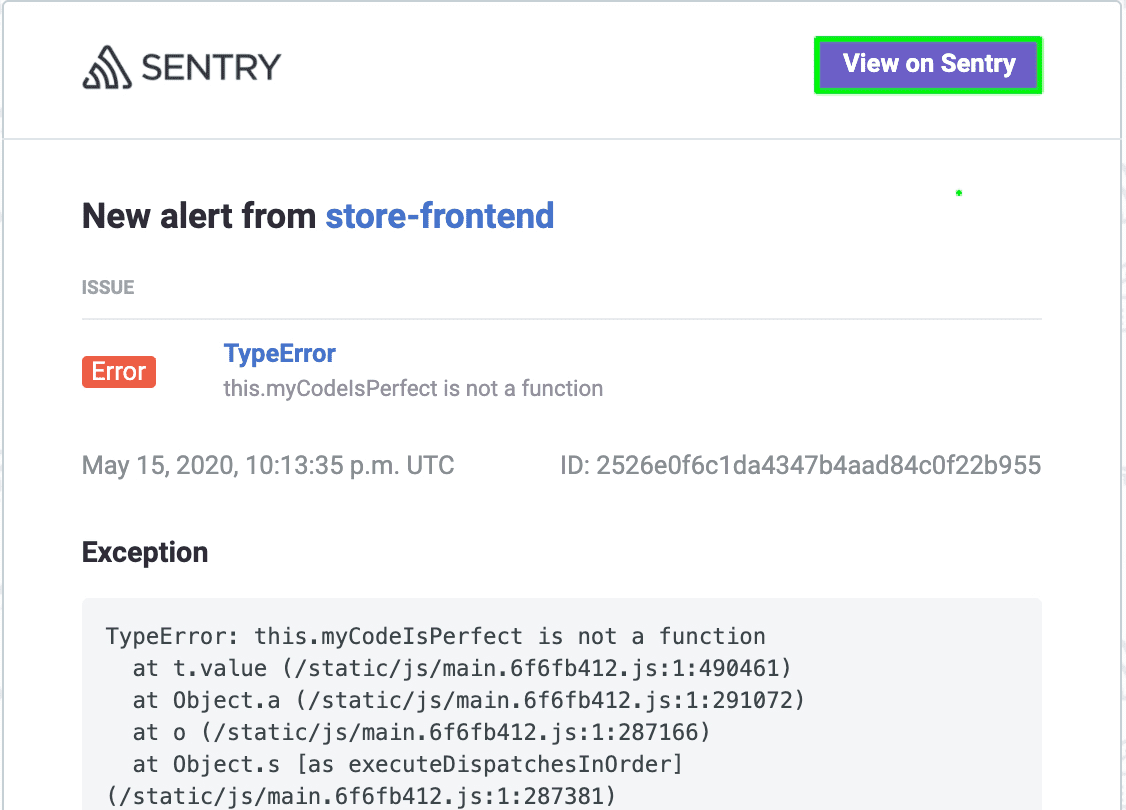 SENTRY
View on Sentry
New alert from store-frontend
ISSUE
Error
TypeError
this.myCodeIsPerfect is not a function
May 15, 2020, 10:13:35 p.m. UTC
ID: 2526e0f6c1da4347b4aad84c0f22b955
Exception
TypeError: this.myCodeIsPerfect is not a function
at t.value (/static/js/main.6f6fb412.js:1:490461)
at Object.a (/static/js/main.6f6fb412.js:1:291072)
at o (/static/js/main.6f6fb412.js:1:287166)
at Object.s [as executeDispatchesInOrder]
(/static/js/main.6f6fb412.js:1:287381)